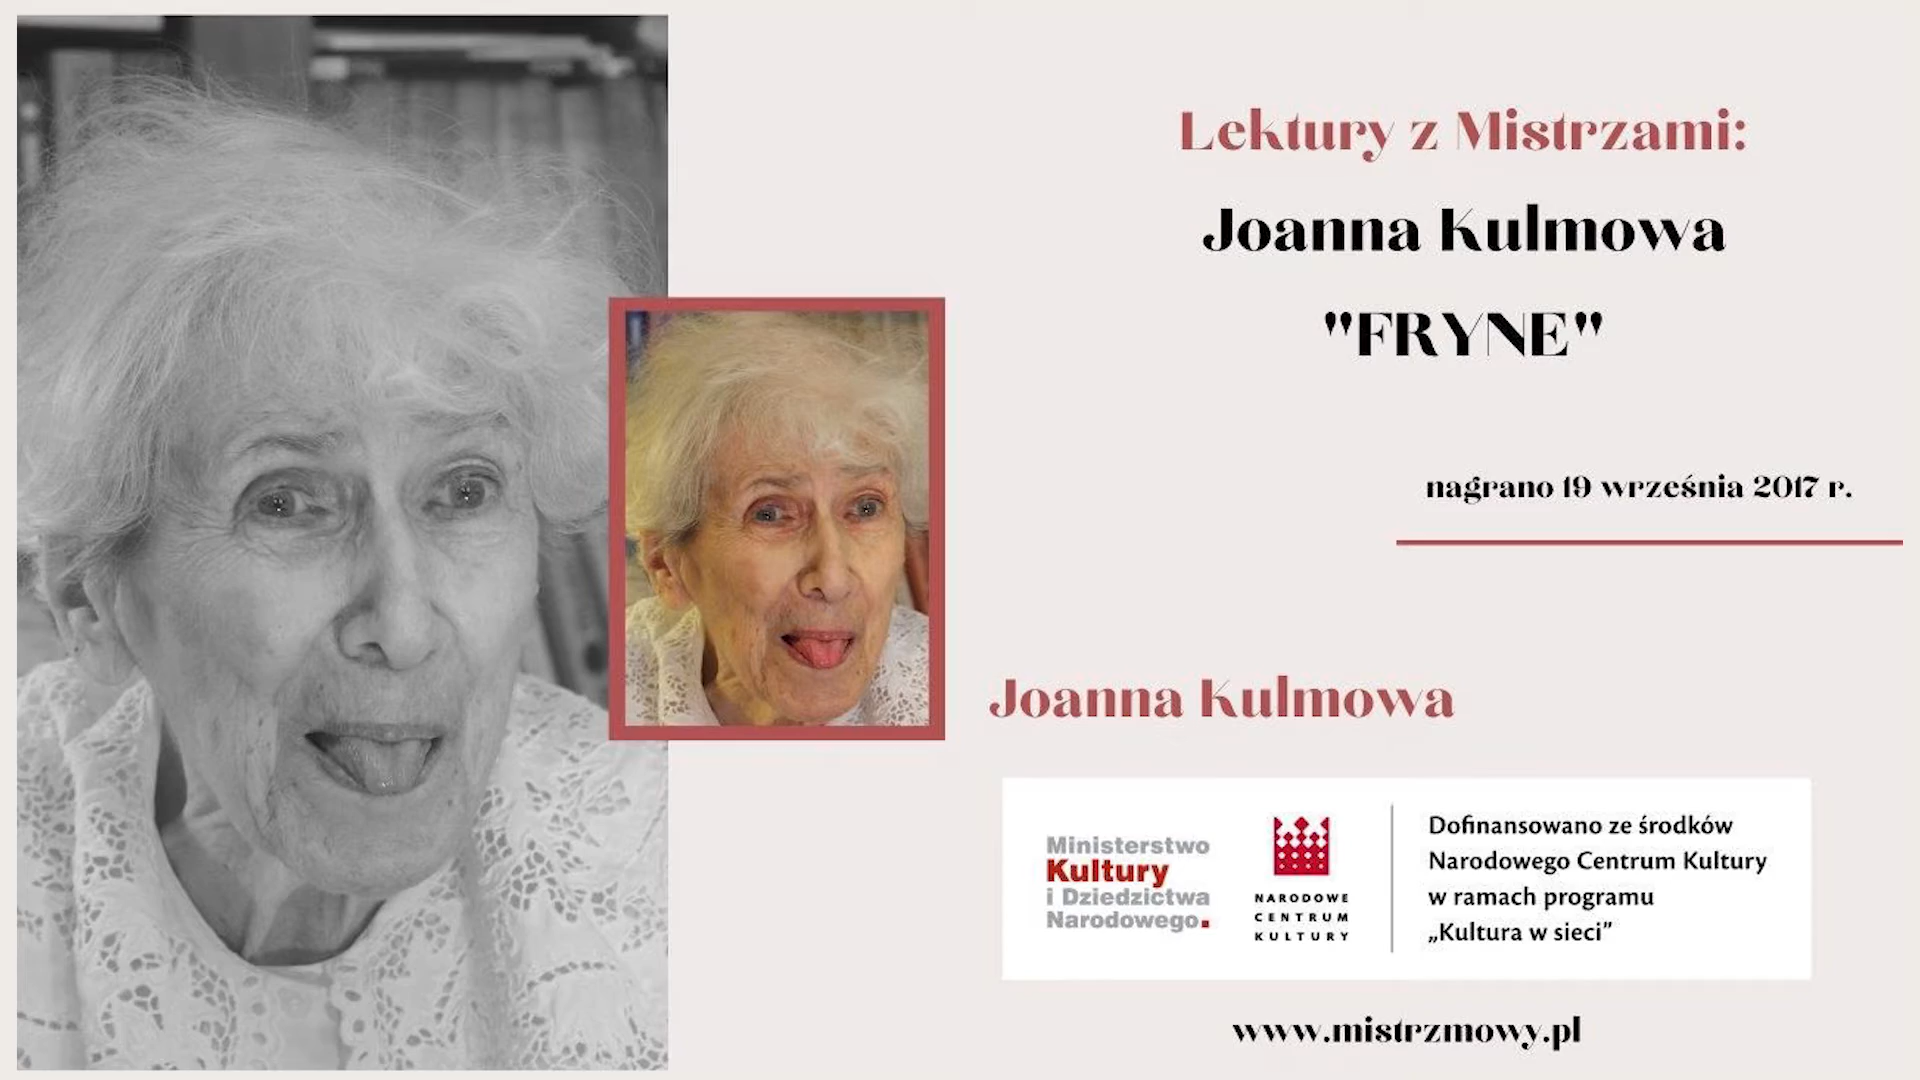 Lektury z Mistrzami:
Joanna Kulmowa
"FRYNE"
nagrano 19 września 2017 r.
Joanna Kulmowa
Ministerstwo
Kultury
i Dziedzictwa
Narodowego.
NARODOWE
CENTRUM
KULTURY
Dofinansowano ze środków
Narodowego Centrum Kultury
w ramach programu
„Kultura w sieci”
www.mistrzmowy.pl